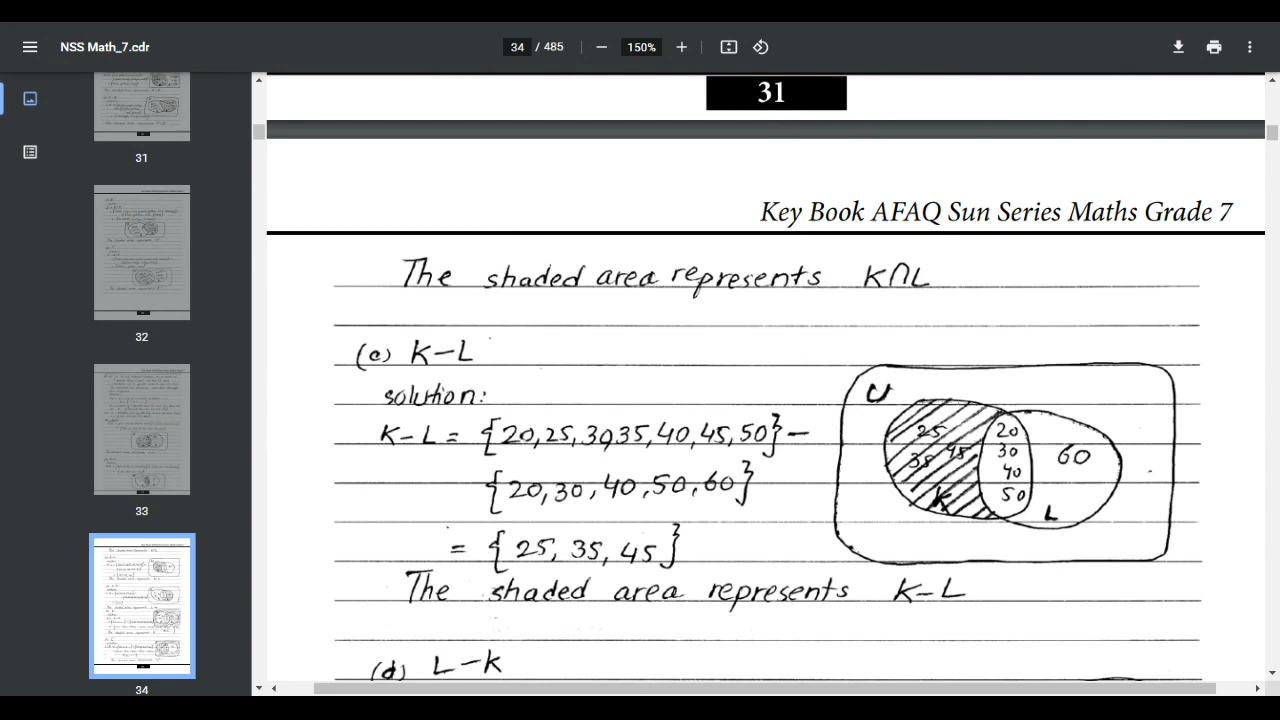 NSS Math_7.cdr
34 / 485
150%
31
32
33
34
31
Key Book AFAQ Sun Series Maths Grade 7
The shaded area represents K∩L
(c) K-L
solution:
K-L = {20,25,30,35,40,45,50} -
{20,30,40,50,60}
= {25, 35, 45}
U
25
35 45
K
20
30
40
50
60
L
The shaded area represents K-L
(d) L-K